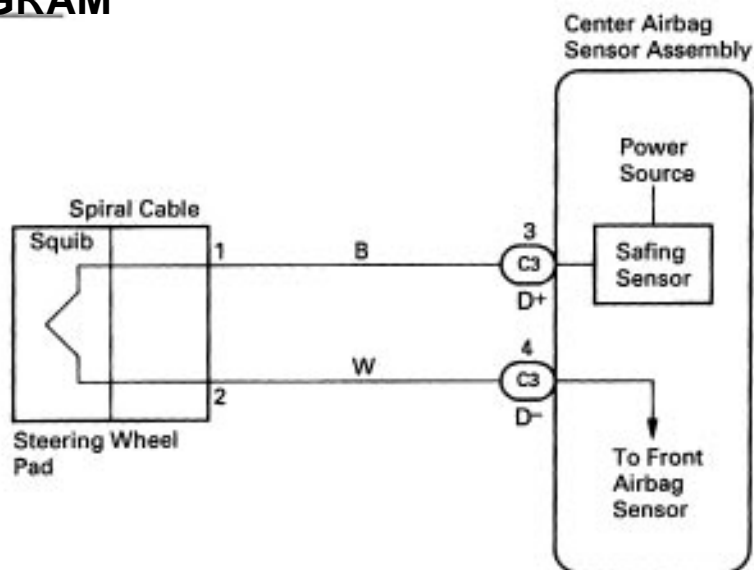 GRAM
Center Airbag
Sensor Assembly
Power
Source
Spiral Cable
Squib
1
B
3
C3
D+
Safing
Sensor
2
W
4
C3
D-
Steering Wheel
Pad
To Front
Airbag
Sensor